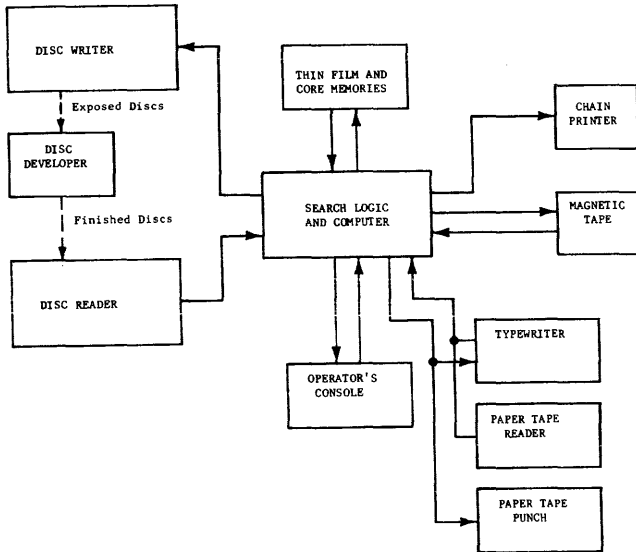 DISC WRITER
Exposed Discs
DISC
DEVELOPER
Finished Discs
DISC READER
THIN FILM AND
CORE MEMORIES
SEARCH LOGIC
AND COMPUTER
OPERATOR'S
CONSOLE
CHAIN
PRINTER
MAGNETIC
TAPE
TYPEWRITER
PAPER TAPE
READER
PAPER TAPE
PUNCH